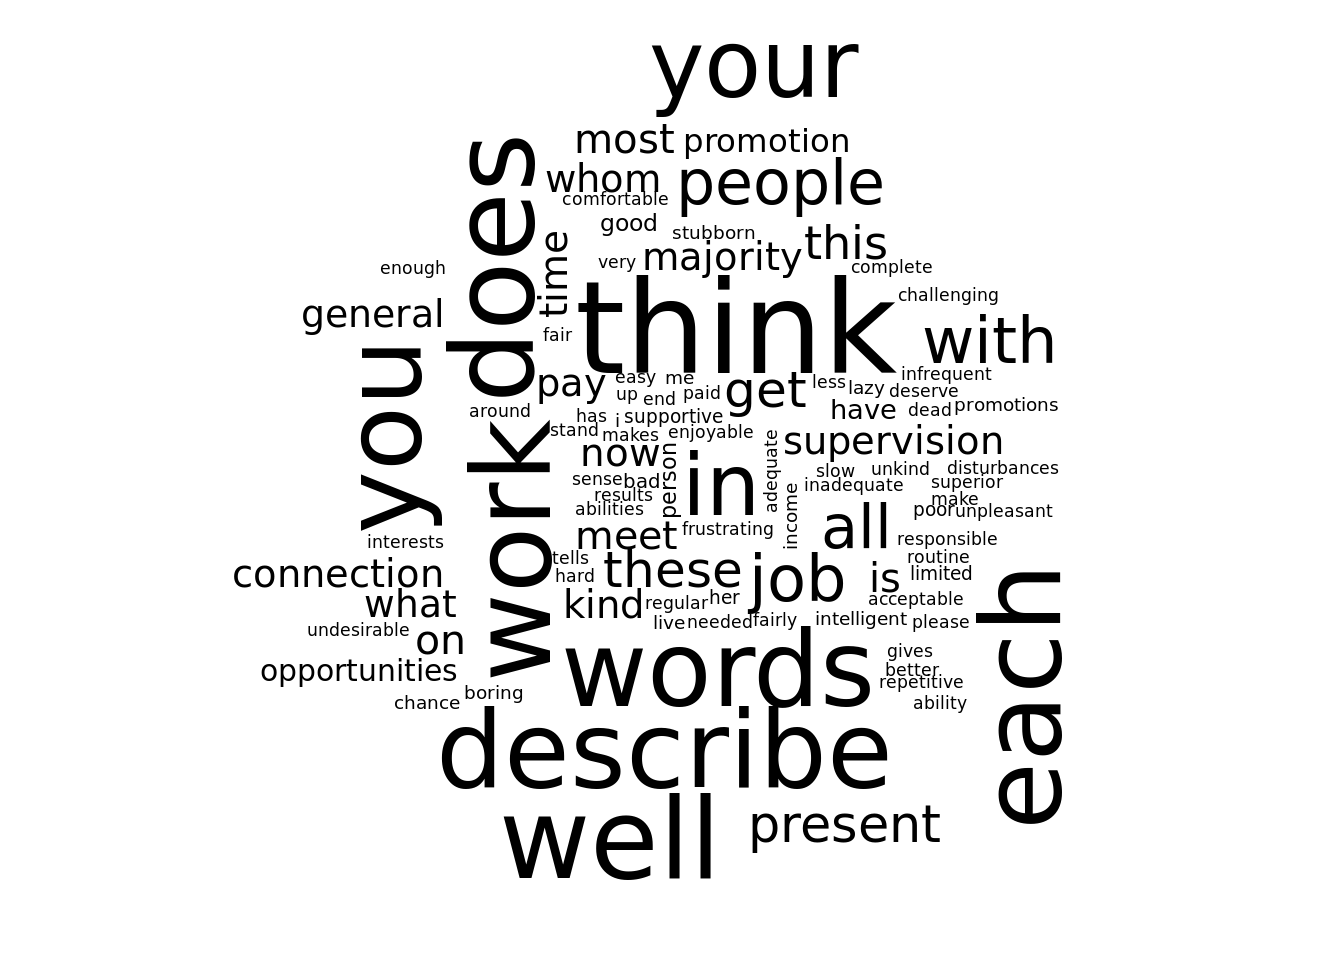 your
most promotion
whom people
comfortable
good
stubborn
this
does
time
very majority
enough
complete
general
think
challenging
fair
with
you
pay easy me
up end paid
get
less lazy
infrequent
deserve
have dead promotions
around
has i supportive
stand makes enjoyable
work
now
person
in
adequate
supervision
sense bad
results
abilities
income
slow unkind disturbances
inadequate superior
make
poor unpleasant
meet frustrating
all
responsible
interests
tells
hard
these
job
is
routine
limited
connection
what
kind regular her
acceptable
each
live needed fairly intelligent please
undesirable on
words
gives
better
repetitive
opportunities
chance boring
ability
describe
well present